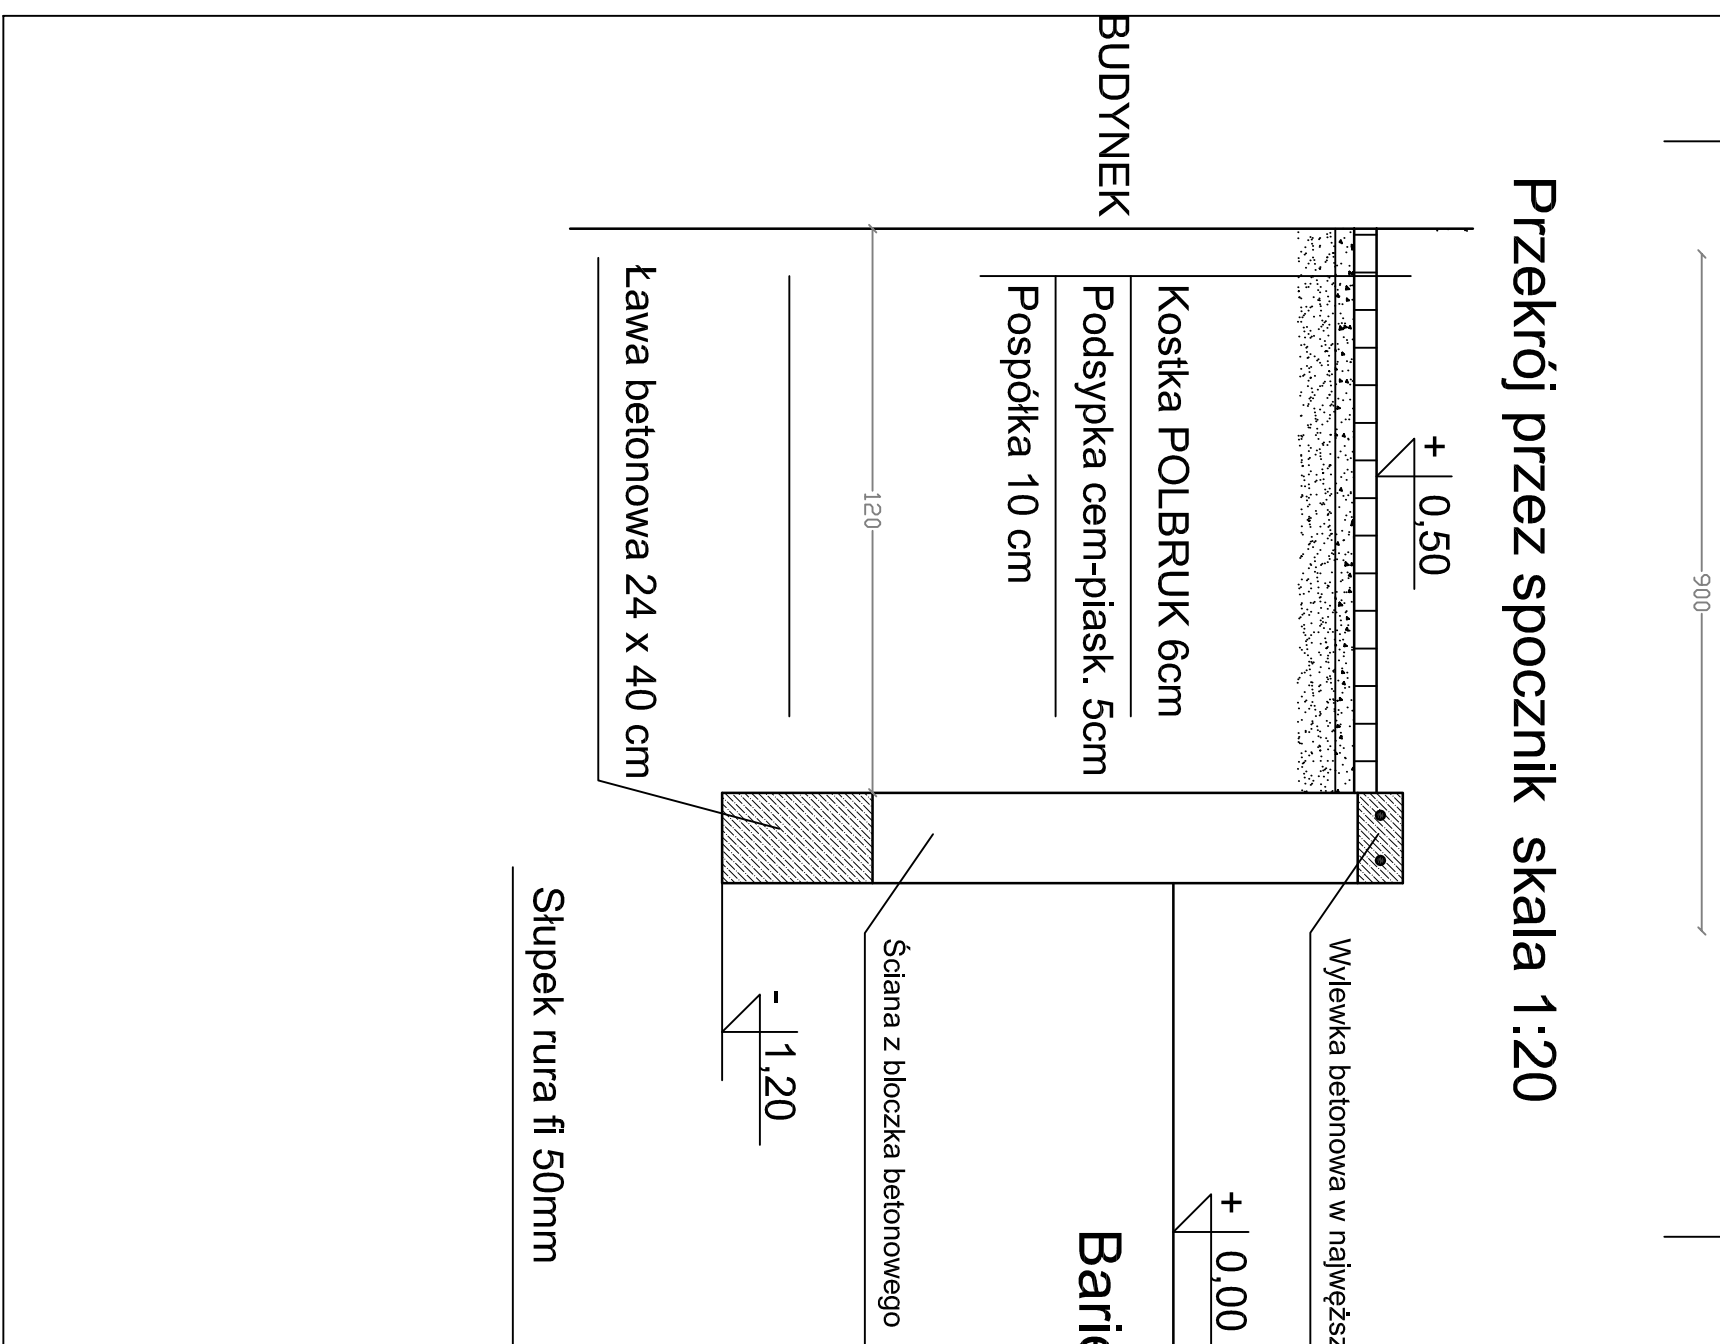 900
Przekrój przez spocznik skala 1:20
+ 0,50
BUDYNEK
Kostka POLBRUK 6cm
Podsypka cem-piask. 5cm
Pospółka 10 cm
120
Ława betonowa 24 x 40 cm
Wylewka betonowa w najwęższ
+ 0,00
Barie
Ściana z bloczka betonowego
- 1,20
Słupek rura fi 50mm